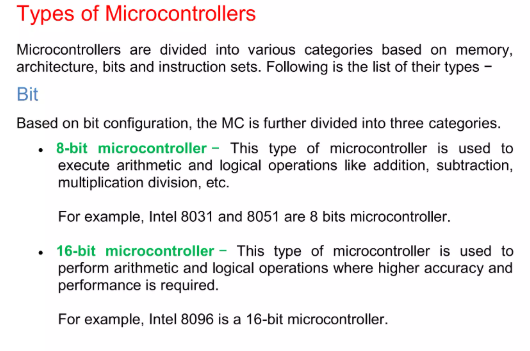 Types of Microcontrollers
Microcontrollers are divided into various categories based on memory,
architecture, bits and instruction sets. Following is the list of their types −
Bit
Based on bit configuration, the MC is further divided into three categories.
• 8-bit microcontroller − This type of microcontroller is used to
execute arithmetic and logical operations like addition, subtraction,
multiplication division, etc.
For example, Intel 8031 and 8051 are 8 bits microcontroller.
• 16-bit microcontroller − This type of microcontroller is used to
perform arithmetic and logical operations where higher accuracy and
performance is required.
For example, Intel 8096 is a 16-bit microcontroller.